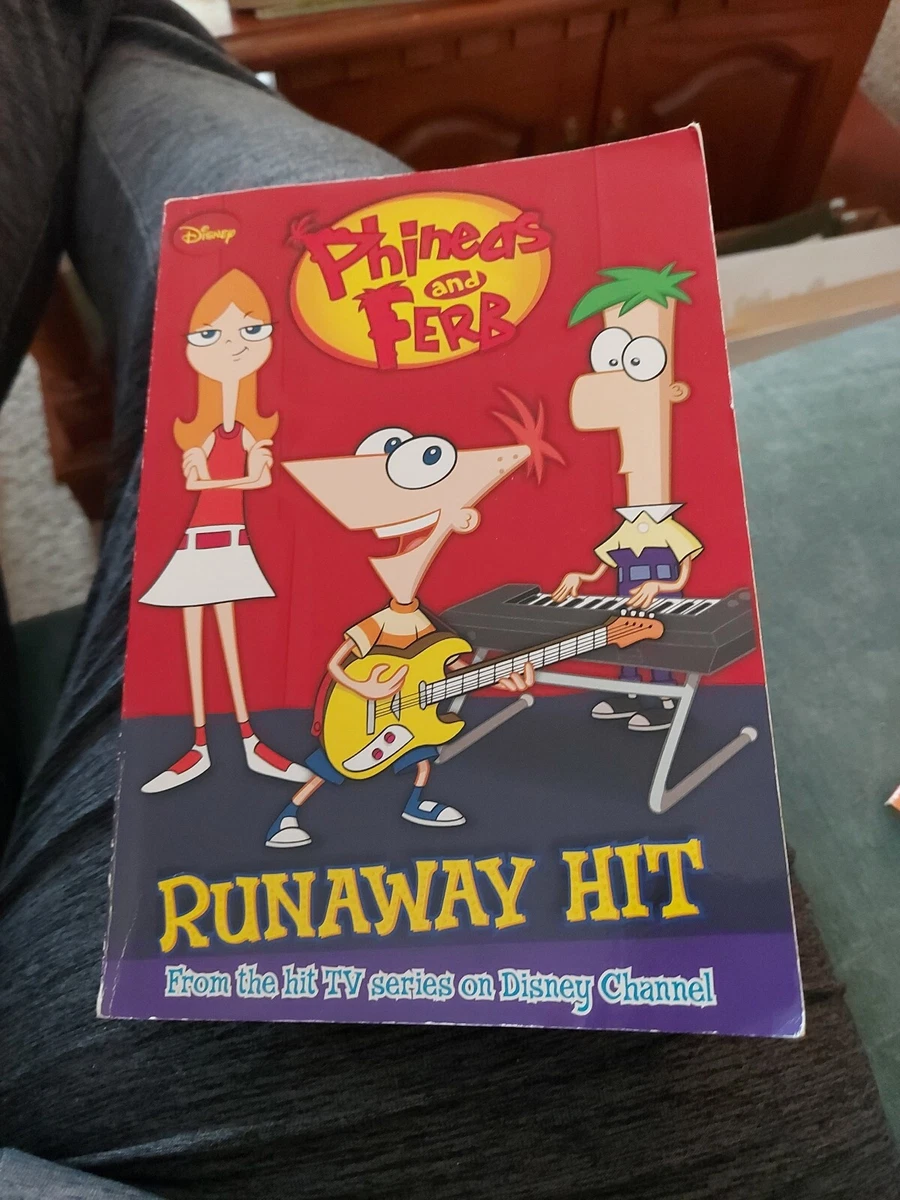 Disney
Phineas
and
FERB
RUNAWAY HIT
From the hit TV series on Disney Channel